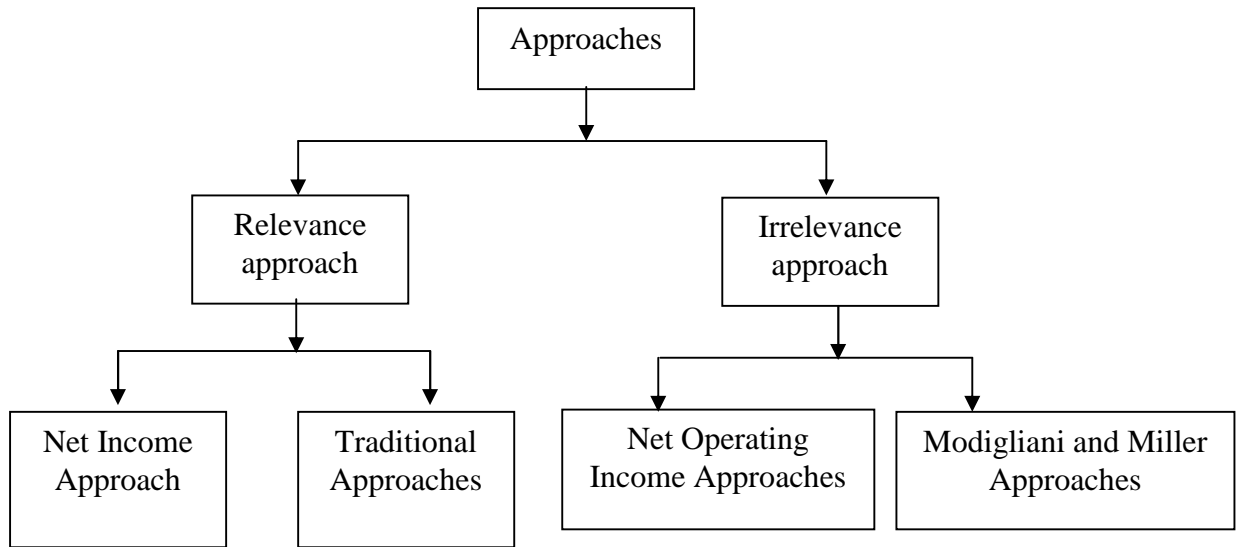 Approaches
Relevance
approach
Irrelevance
approach
Net Income
Approach
Traditional
Approaches
Net Operating
Income Approaches
Modigliani and Miller
Approaches